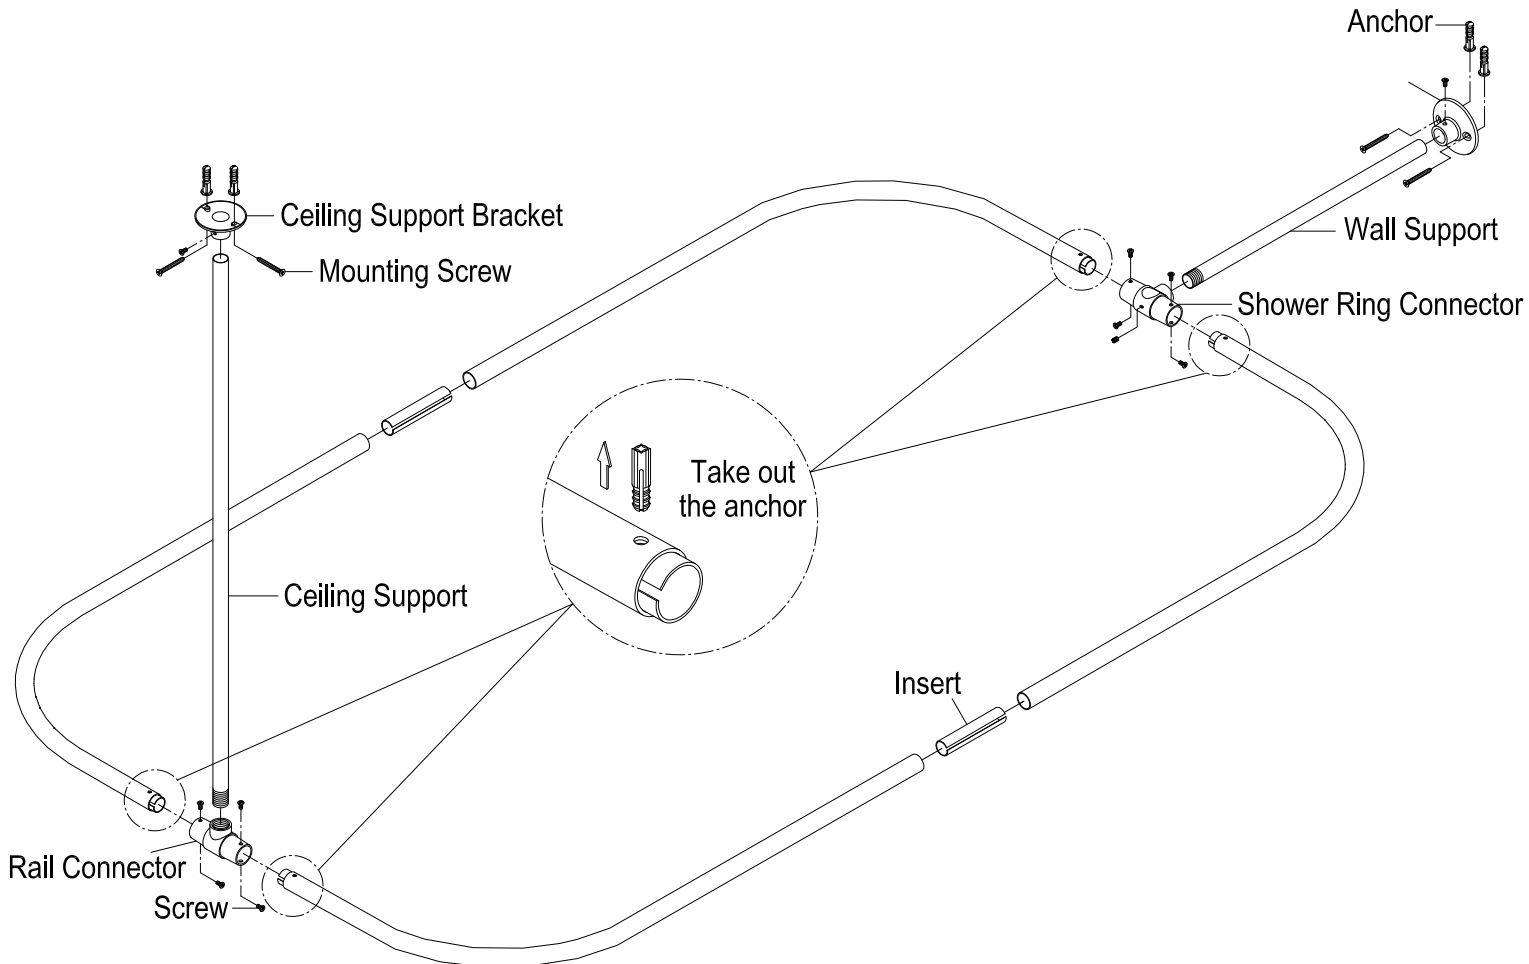 Anchor
Ceiling Support Bracket
Wall Support
Mounting Screw
Shower Ring Connector
Take out
the anchor
Ceiling Support
Insert
Rail Connector
Screw